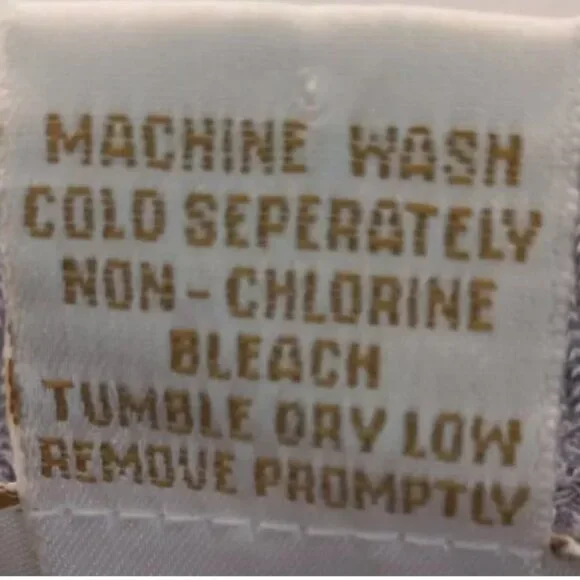 MACHINE WASH
COLD SEPERATELY
NON-CHLORINE
BLEACH
TUMBLE DRY LOW
REMOVE PROMPTLY